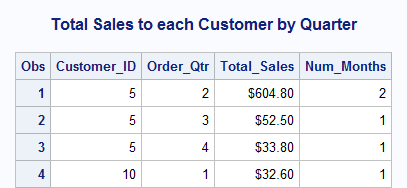 Total Sales to each Customer by Quarter
Obs Customer_ID Order_Qtr Total_Sales Num_Months
1 5 2 $604.80 2
2 5 3 $52.50 1
3 5 4 $33.80 1
4 10 1 $32.60 1